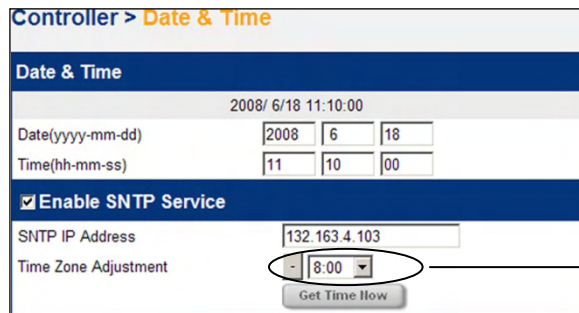 Controller > Date & Time
Date & Time
2008/ 6/18 11:10:00
Date(yyyy-mm-dd) 2008 6 18
Time(hh-mm-ss) 11 10 00
Enable SNTP Service
SNTP IP Address 132.163.4.103
Time Zone Adjustment - 8:00
Get Time Now